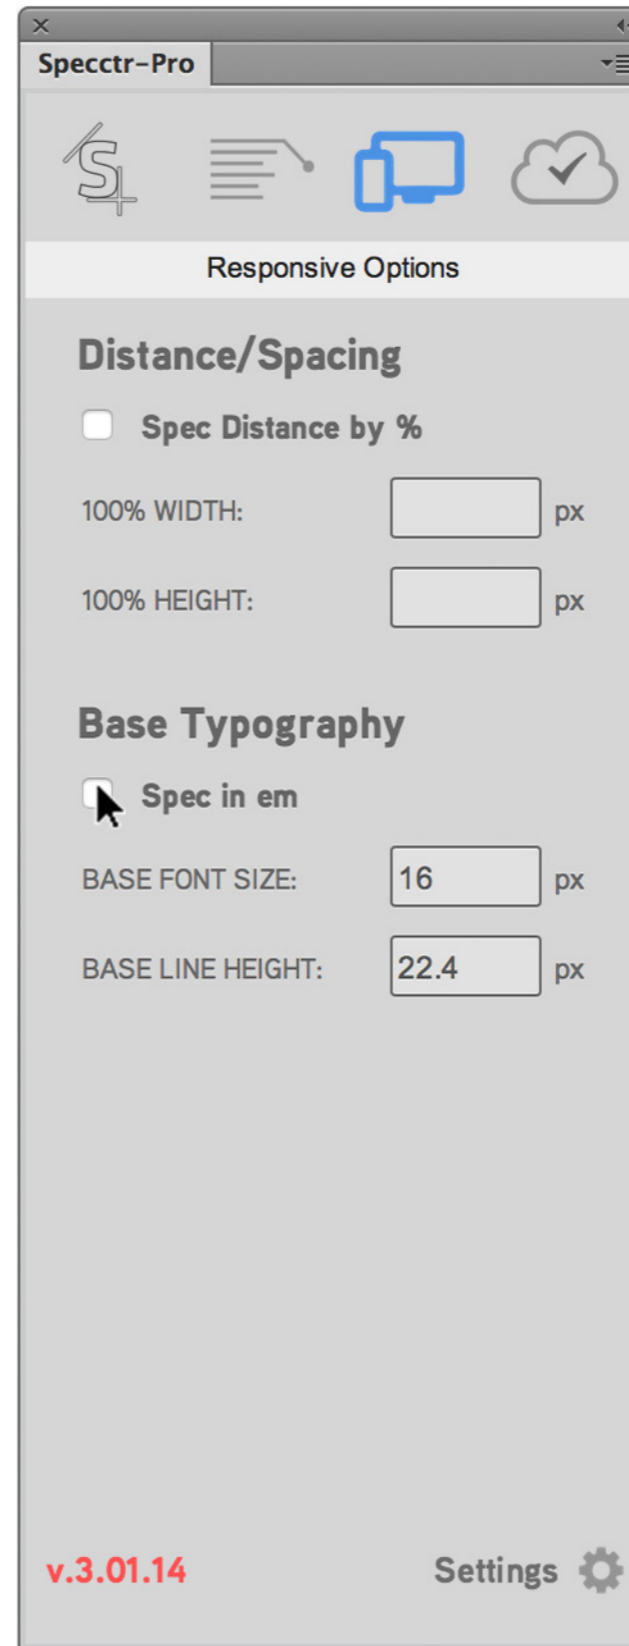 Specctr-Pro
Responsive Options
Distance/Spacing
Spec Distance by %
100% WIDTH: px
100% HEIGHT: px
Base Typography
Spec in em
BASE FONT SIZE: 16 px
BASE LINE HEIGHT: 22.4 px
v.3.01.14 Settings